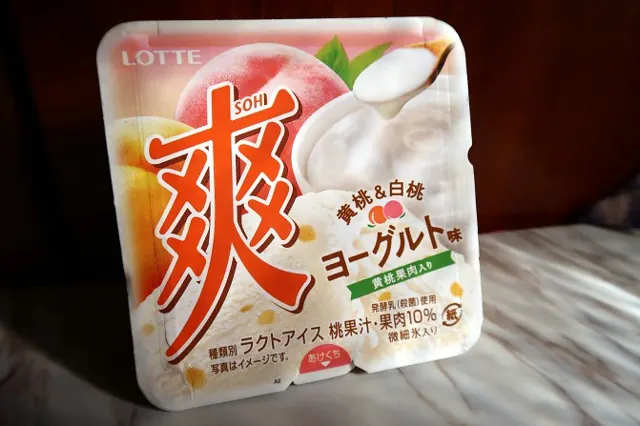 LOTTE
SOH
爽
黄桃&白桃
ヨーグルト味
黄桃果肉入り
発酵乳(殺菌)使用
種類別 ラクトアイス 桃果汁・果肉10%
写真はイメージです。
微細氷入り
紙
あけくち